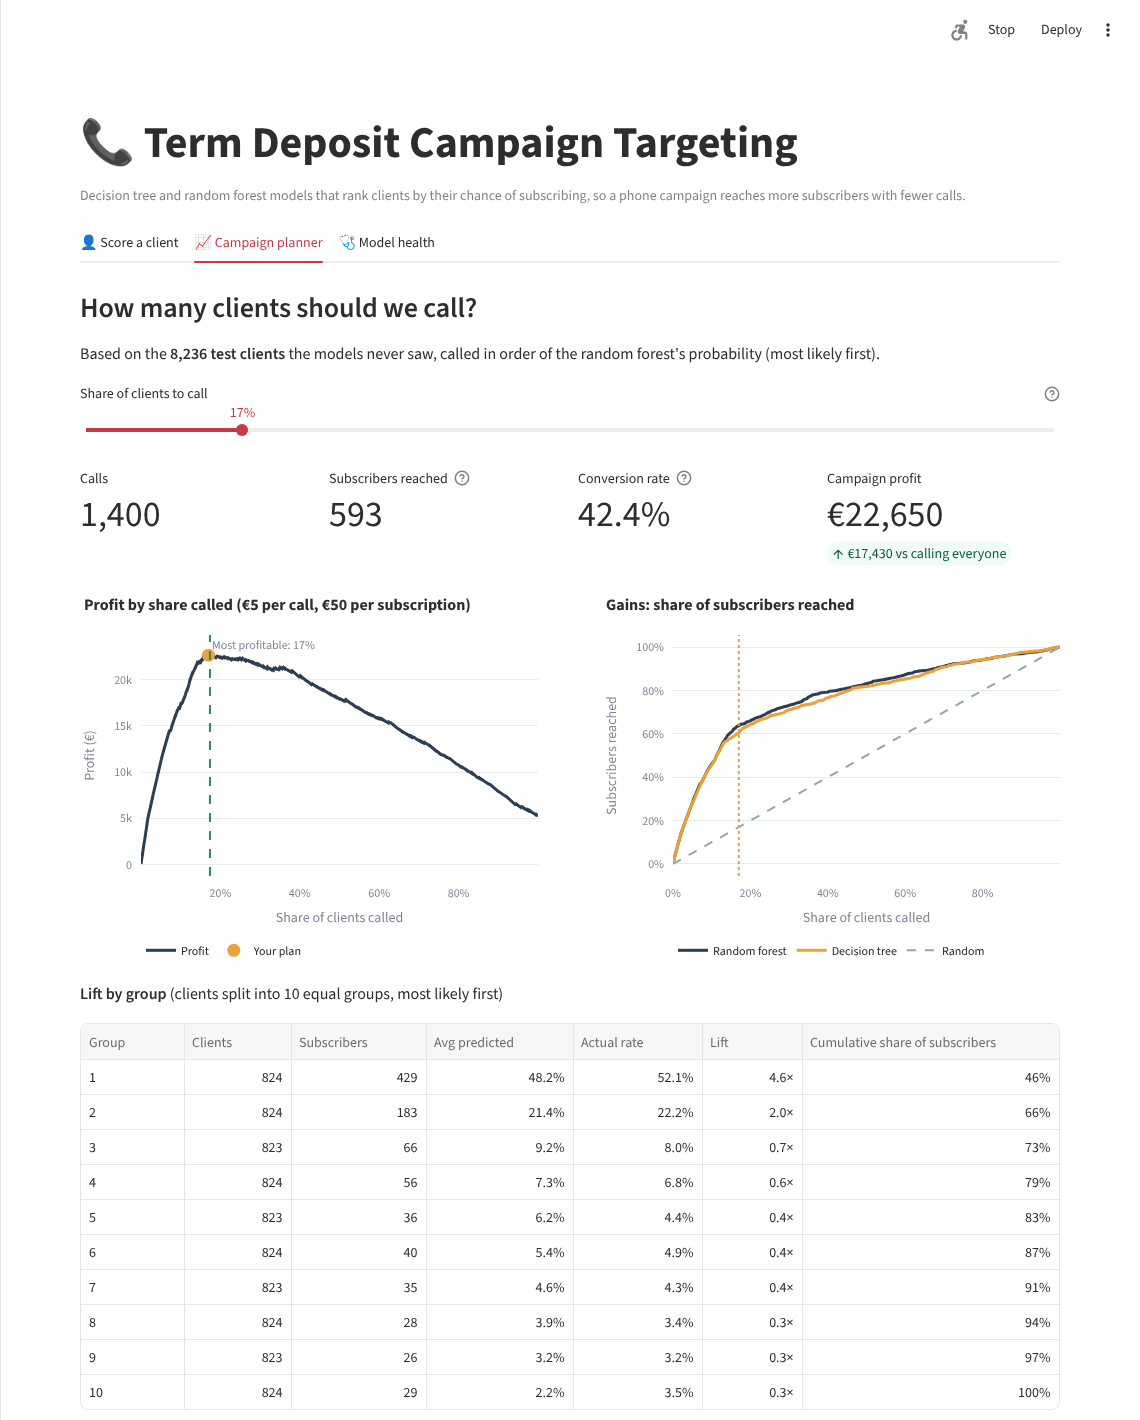 Stop Deploy
Term Deposit Campaign Targeting
Decision tree and random forest models that rank clients by their chance of subscribing, so a phone campaign reaches more subscribers with fewer calls.
Score a client Campaign planner Model health
How many clients should we call?
Based on the 8,236 test clients the models never saw, called in order of the random forest's probability (most likely first).
Share of clients to call
17%
Calls Subscribers reached Conversion rate Campaign profit
1,400 593 42.4% €22,650
↑ €17,430 vs calling everyone
Profit by share called (€5 per call, €50 per subscription)
Most profitable: 17%
20k
15k
10k
5k
0
Profit (€)
20% 40% 60% 80%
Share of clients called
Profit Your plan
Gains: share of subscribers reached
100%
80%
60%
40%
20%
0%
Subscribers reached
0% 20% 40% 60% 80%
Share of clients called
Random forest Decision tree Random
Lift by group (clients split into 10 equal groups, most likely first)
Group Clients Subscribers Avg predicted Actual rate Lift Cumulative share of subscribers
1 824 429 48.2% 52.1% 4.6× 46%
2 824 183 21.4% 22.2% 2.0× 66%
3 823 66 9.2% 8.0% 0.7× 73%
4 824 56 7.3% 6.8% 0.6× 79%
5 823 36 6.2% 4.4% 0.4× 83%
6 824 40 5.4% 4.9% 0.4× 87%
7 823 35 4.6% 4.3% 0.4× 91%
8 824 28 3.9% 3.4% 0.3× 94%
9 823 26 3.2% 3.2% 0.3× 97%
10 824 29 2.2% 3.5% 0.3× 100%